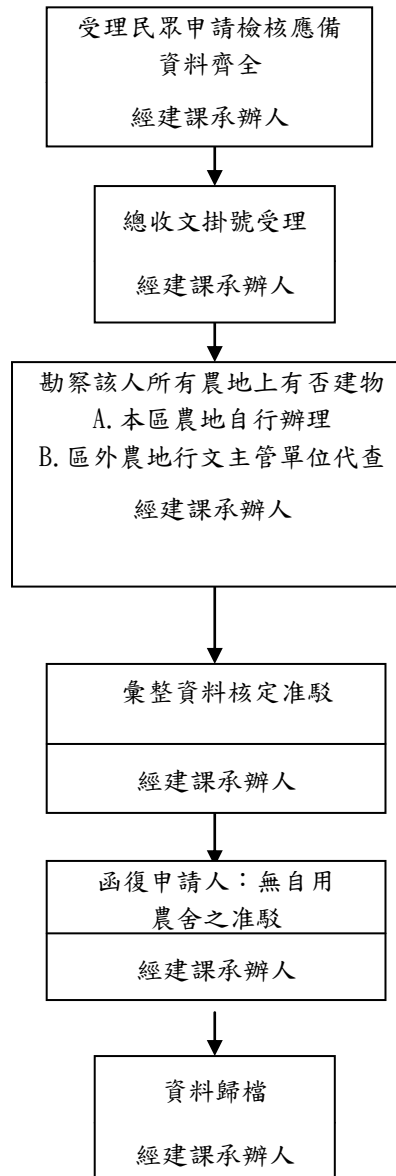 受理民眾申請檢核應備
資料齊全
經建課承辦人
總收文掛號受理
經建課承辦人
勘察該人所有農地上有否建物
A.本區農地自行辦理
B.區外農地行文主管單位代查
經建課承辦人
彙整資料核定准駁
經建課承辦人
函復申請人：無自用
農舍之准駁
經建課承辦人
資料歸檔
經建課承辦人